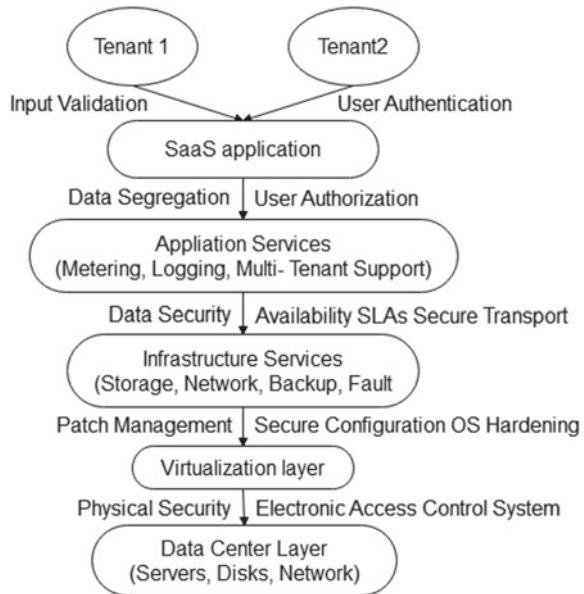 Tenant 1
Tenant2
Input Validation
User Authentication
SaaS application
Data Segregation
User Authorization
Appliation Services
(Metering, Logging, Multi- Tenant Support)
Data Security
Availability SLAs Secure Transport
Infrastructure Services
(Storage, Network, Backup, Fault
Patch Management
Secure Configuration OS Hardening
Virtualization layer
Physical Security
Electronic Access Control System
Data Center Layer
(Servers, Disks, Network)